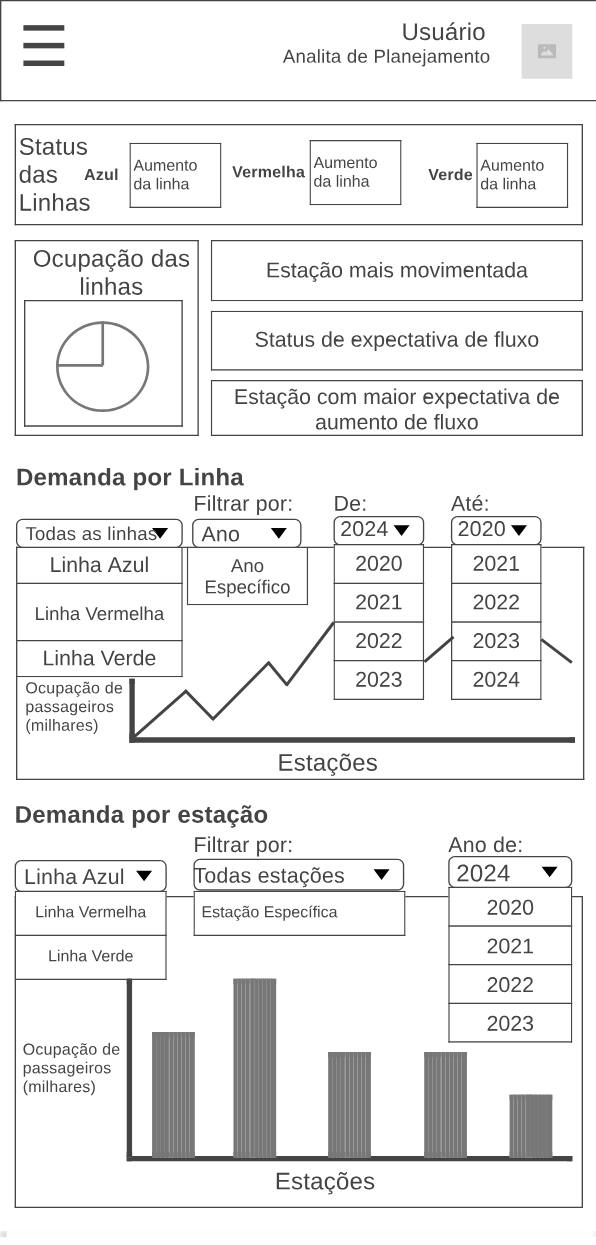 Usuário
Analita de Planejamento
Status
das
Linhas
Azul
Aumento
da linha
Vermelha
Aumento
da linha
Verde
Aumento
da linha
Ocupação das
linhas
Estação mais movimentada
Status de expectativa de fluxo
Estação com maior expectativa de
aumento de fluxo
Demanda por Linha
Filtrar por:
De:
Até:
Todas as linhas
Ano
2024
2020
Linha Azul
Linha Vermelha
Linha Verde
Ano
Específico
2020
2021
2022
2023
2021
2022
2023
2024
Ocupação de
passageiros
(milhares)
Estações
Demanda por estação
Filtrar por:
Ano de:
Linha Azul
Todas estações
2024
Linha Vermelha
Linha Verde
Estação Específica
2020
2021
2022
2023
Ocupação de
passageiros
(milhares)
Estações